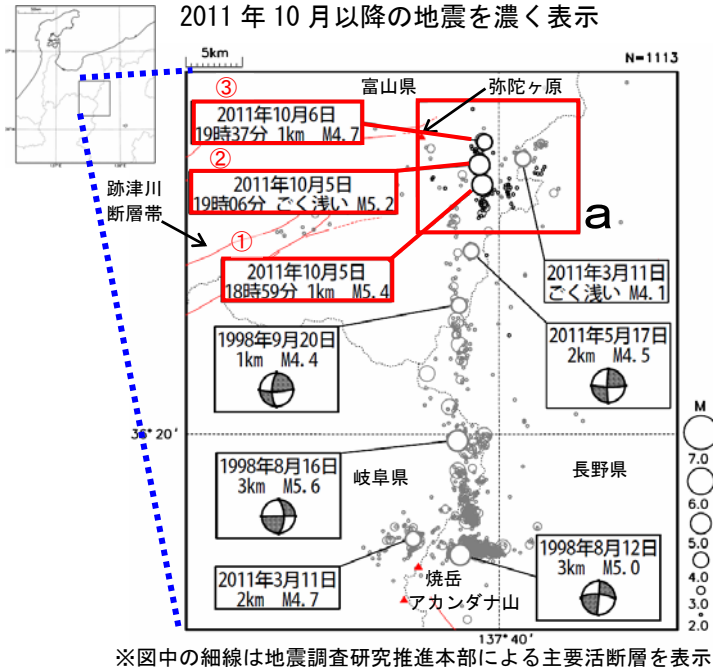 2011 年 10 月以降の地震を濃く表示
5km
N=1113
富山県
弥陀ヶ原
③
2011年10月6日
19時37分 1km M4.7
②
2011年10月5日
19時06分 ごく浅い M5.2
跡津川
断層帯
①
2011年10月5日
18時59分 1km M5.4
a
2011年3月11日
ごく浅い M4.1
1998年9月20日
1km M4.4
2011年5月17日
2km M4.5
M
7.0
6.0
5.0
4.0
3.0
2.0
36°20'
1998年8月16日
3km M5.6
岐阜県
長野県
1998年8月12日
3km M5.0
2011年3月11日
2km M4.7
焼岳
アカンダナ山
137°40'
※図中の細線は地震調査研究推進本部による主要活断層を表示